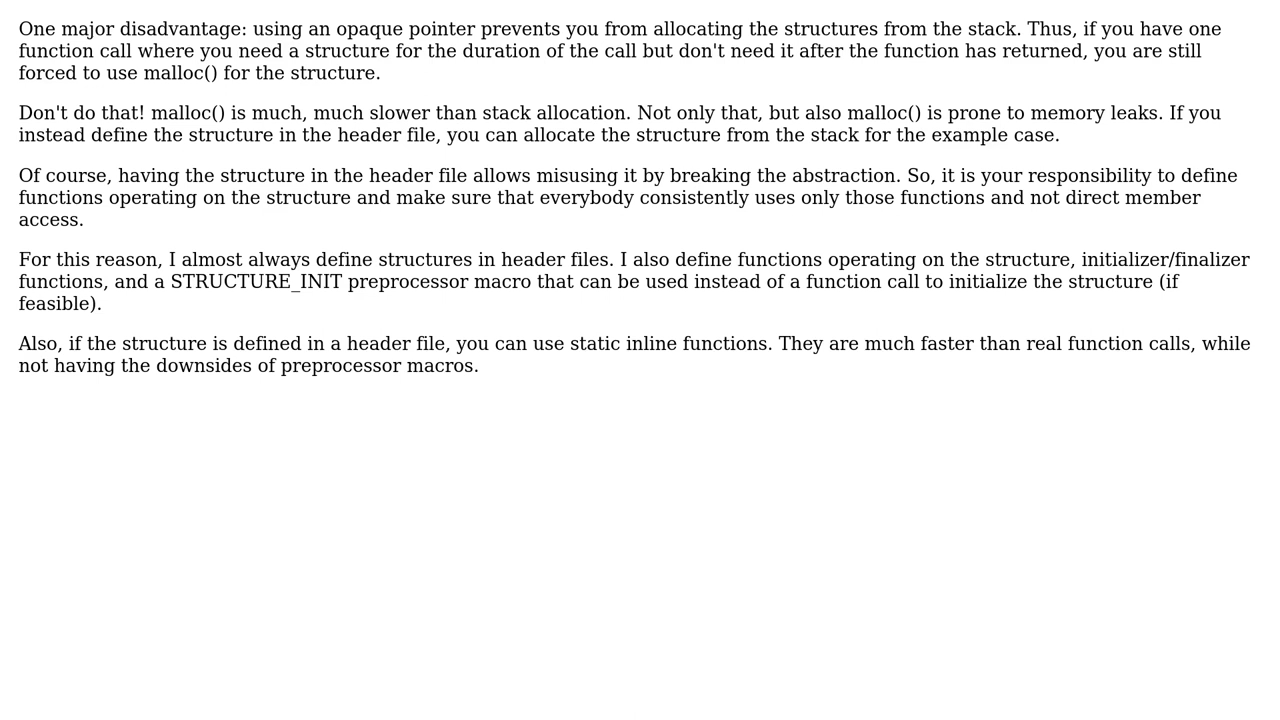 One major disadvantage: using an opaque pointer prevents you from allocating the structures from the stack. Thus, if you have one
function call where you need a structure for the duration of the call but don't need it after the function has returned, you are still
forced to use malloc() for the structure.
Don't do that! malloc() is much, much slower than stack allocation. Not only that, but also malloc() is prone to memory leaks. If you
instead define the structure in the header file, you can allocate the structure from the stack for the example case.
Of course, having the structure in the header file allows misusing it by breaking the abstraction. So, it is your responsibility to define
functions operating on the structure and make sure that everybody consistently uses only those functions and not direct member
access.
For this reason, I almost always define structures in header files. I also define functions operating on the structure, initializer/finalizer
functions, and a STRUCTURE_INIT preprocessor macro that can be used instead of a function call to initialize the structure (if
feasible).
Also, if the structure is defined in a header file, you can use static inline functions. They are much faster than real function calls, while
not having the downsides of preprocessor macros.